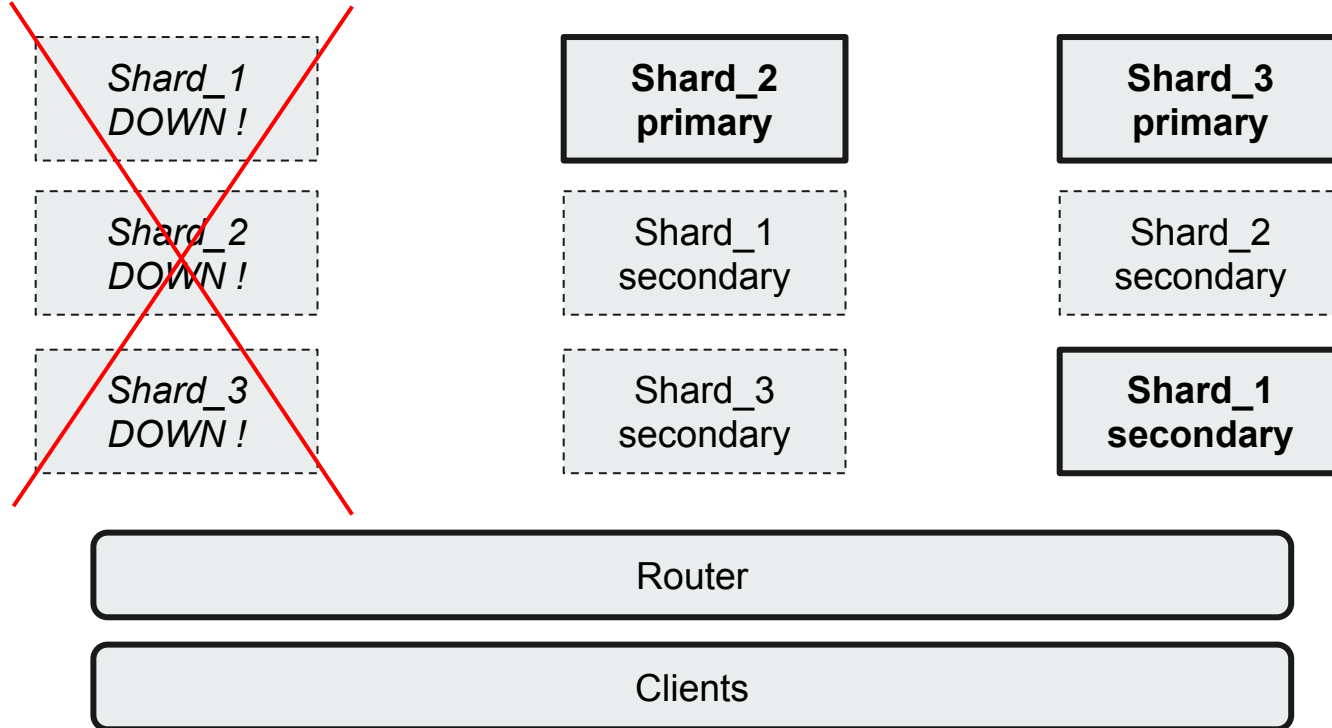 Shard_1
DOWN !
Shard_2
primary
Shard_3
primary
Shard_2
DOWN !
Shard_1
secondary
Shard_2
secondary
Shard_3
DOWN !
Shard_3
secondary
Shard_1
secondary
Router
Clients